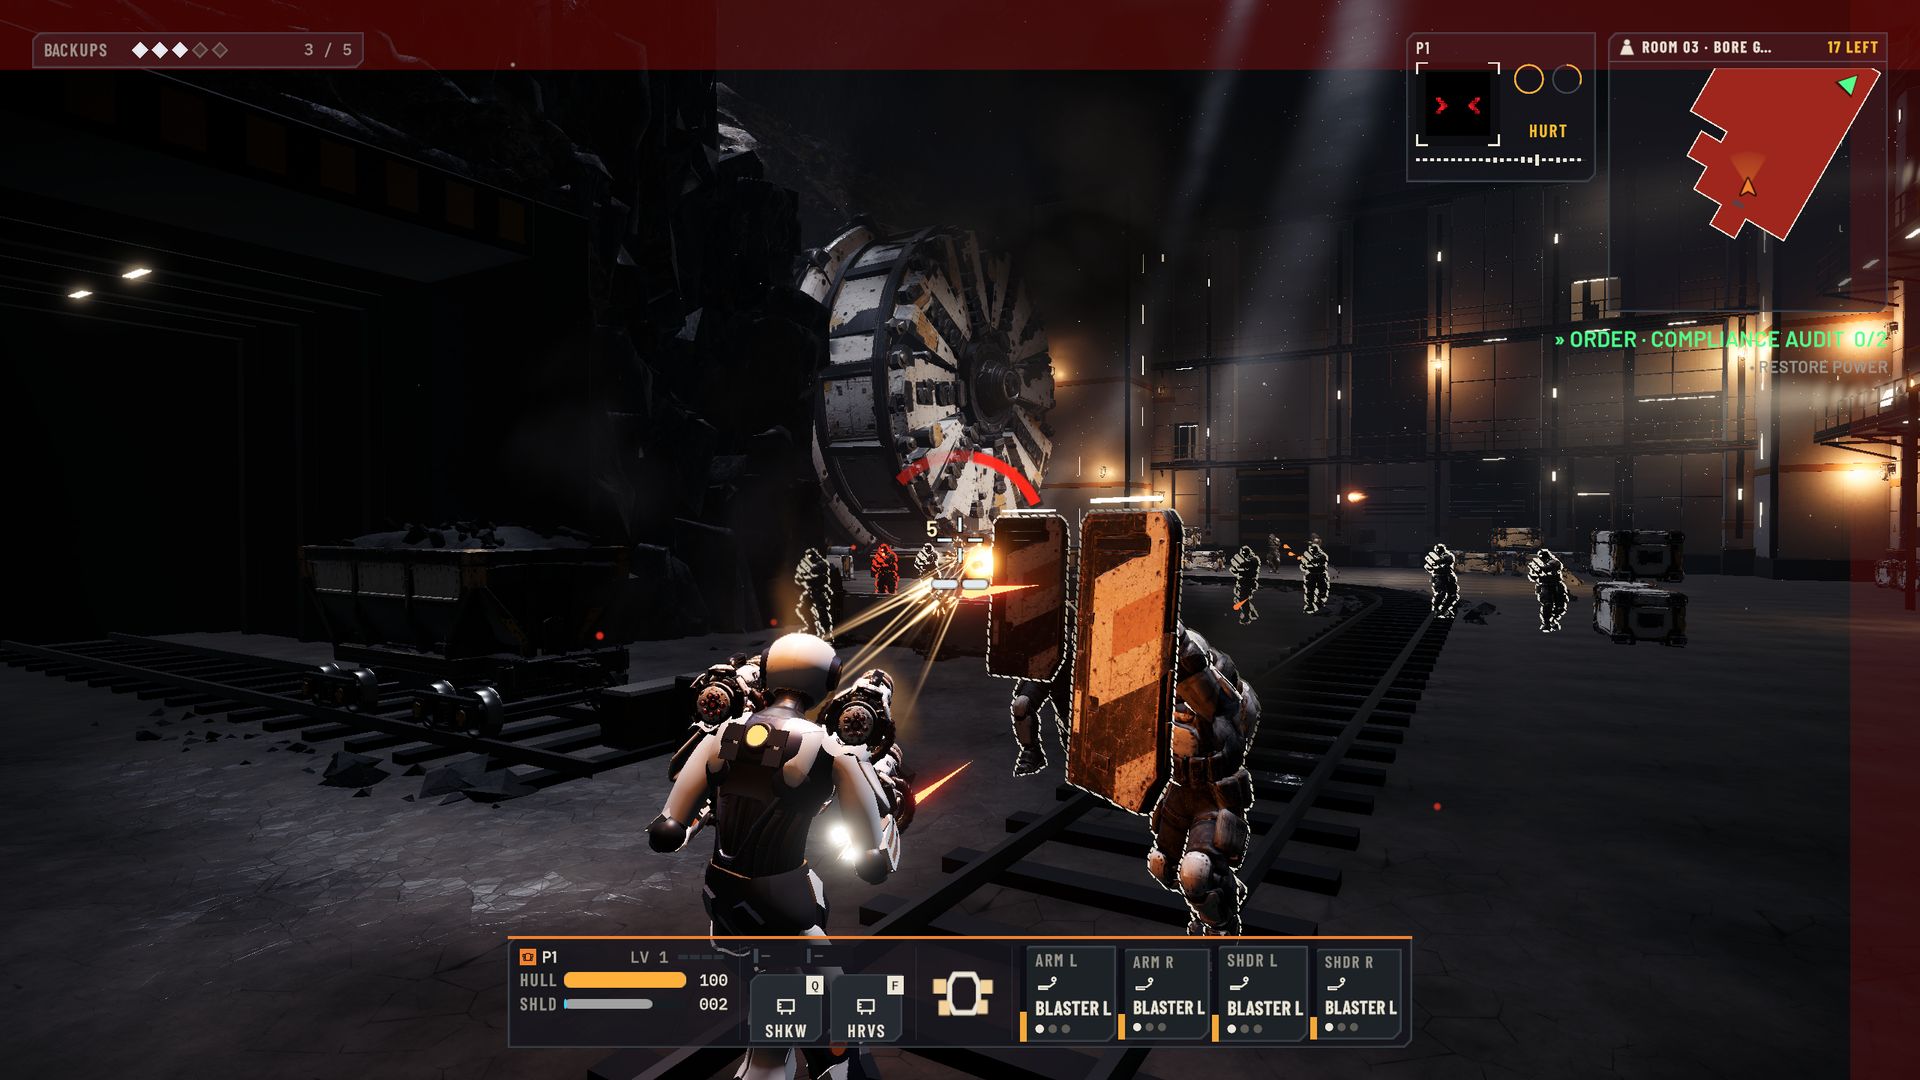 BACKUPS 3 / 5
P1
HURT
ROOM 03 · BORE G... 17 LEFT
» ORDER · COMPLIANCE AUDIT 0/2
· RESTORE POWER
5
P1 LV 1
HULL 100
SHLD 002
Q
SHKW
F
HRVS
ARM L
BLASTER L
ARM R
BLASTER L
SHDR L
BLASTER L
SHDR R
BLASTER L